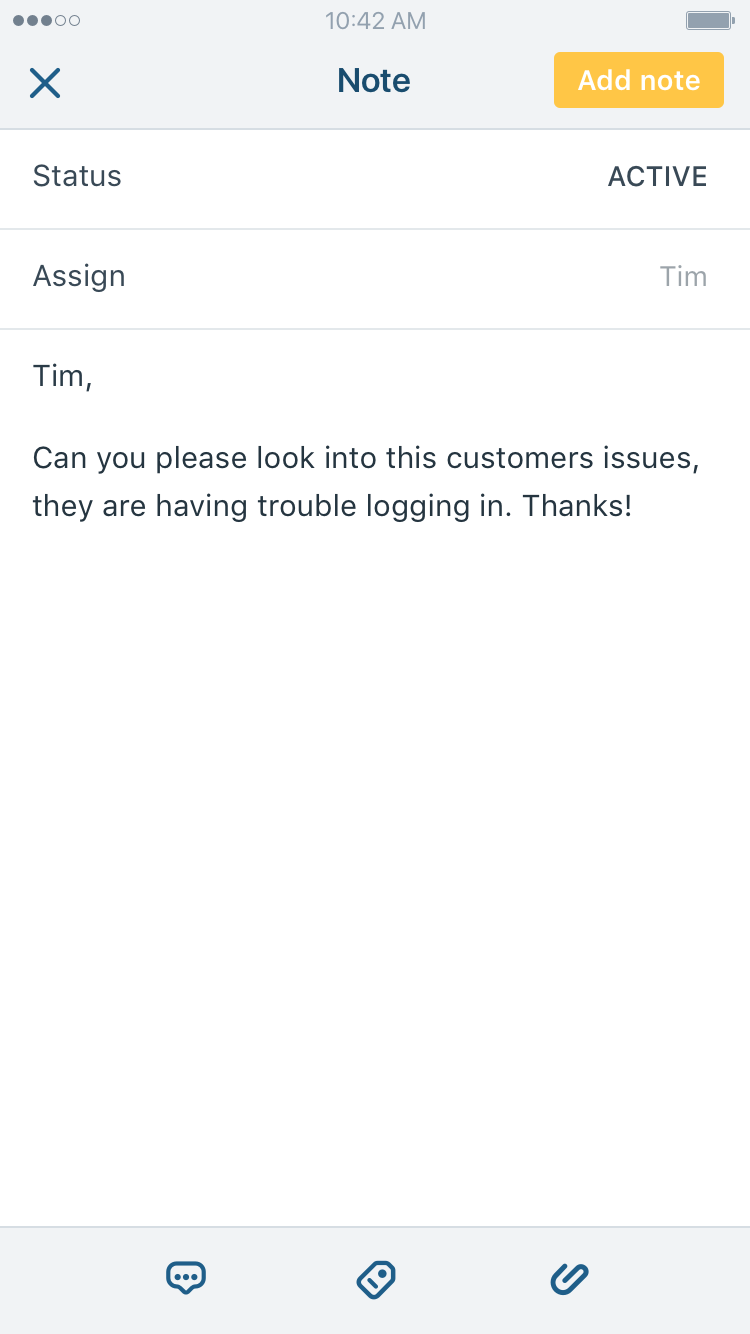 10:42 AM
Note
Add note
Status
ACTIVE
Assign
Tim
Tim,
Can you please look into this customers issues,
they are having trouble logging in. Thanks!